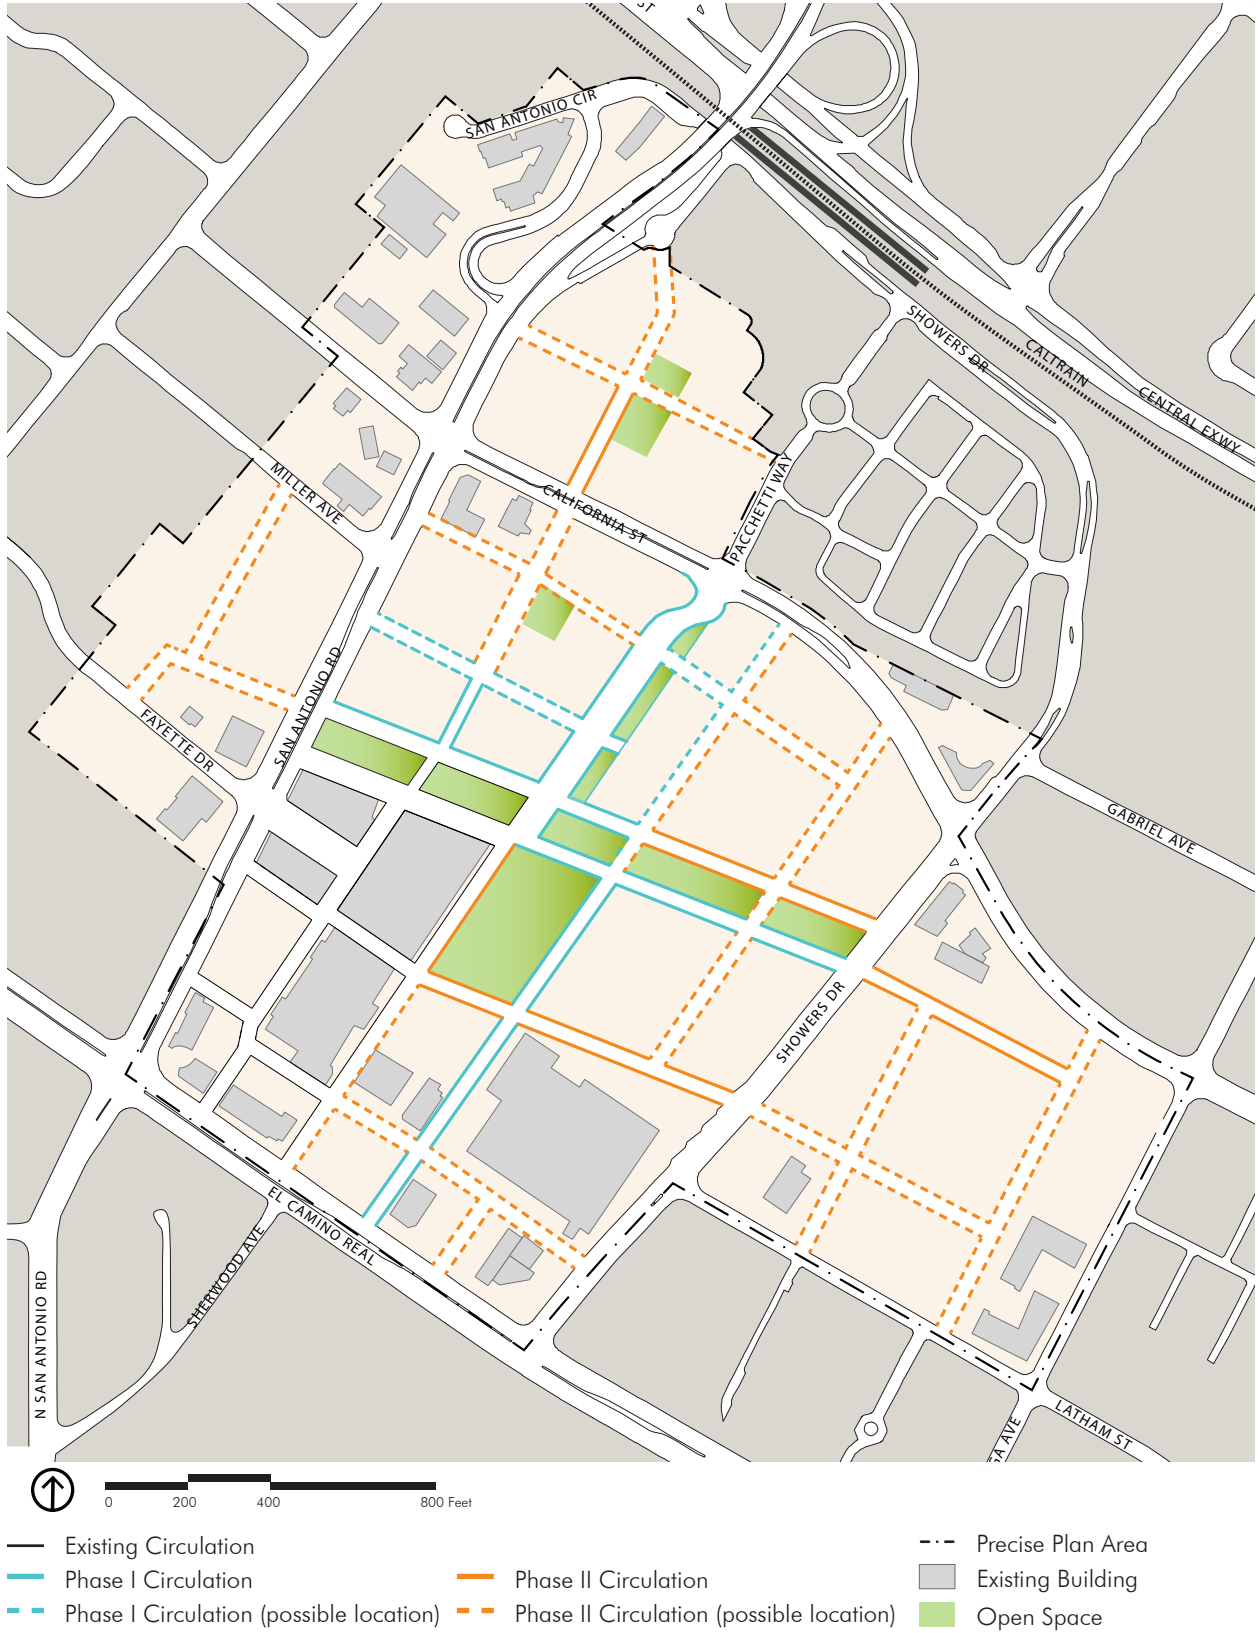 ST
SAN ANTONIO CIR
SHOWERS DR
CALTRAIN
CENTRAL EXWY
MILLER AVE
CALIFORNIA ST
PACCHETTI WAY
SAN ANTONIO RD
FAYETTE DR
GABRIEL AVE
SHOWERS DR
EL CAMINO REAL
SHERWOOD AVE
N SAN ANTONIO RD
LATHAM ST
GA AVE
0 200 400 800 Feet
Existing Circulation
Phase I Circulation
Phase I Circulation (possible location)
Phase II Circulation
Phase II Circulation (possible location)
Precise Plan Area
Existing Building
Open Space